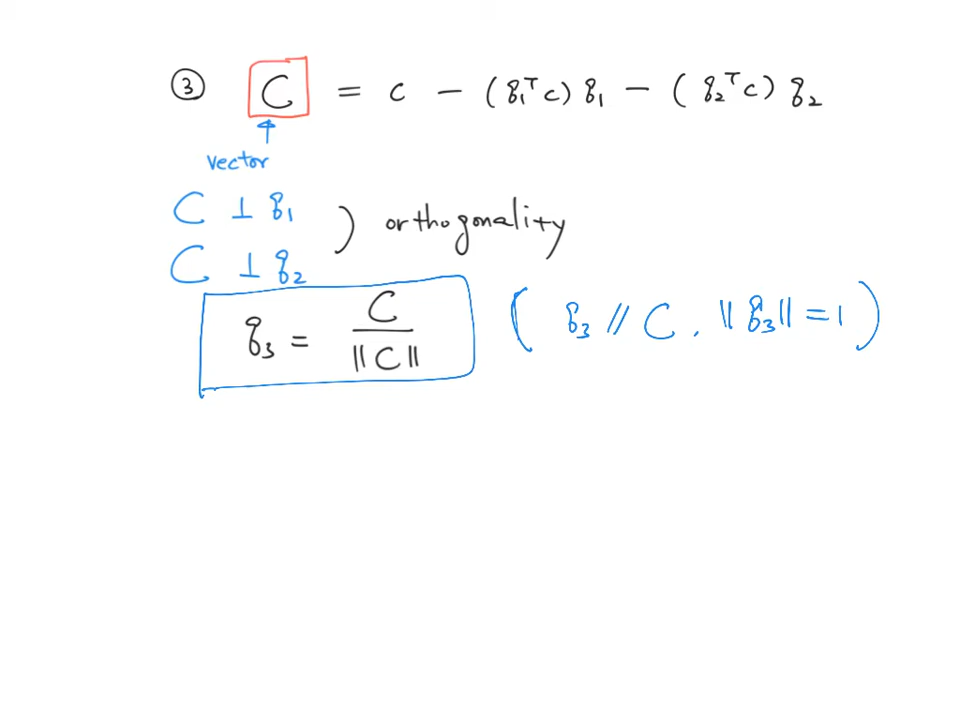 ③ C = c − (q₁ᵀc) q₁ − (q₂ᵀc) q₂
↑
vector
C ⊥ q₁
) orthogonality
C ⊥ q₂
q₃ = C / ‖C‖ ( q₃ // C , ‖q₃‖ = 1 )